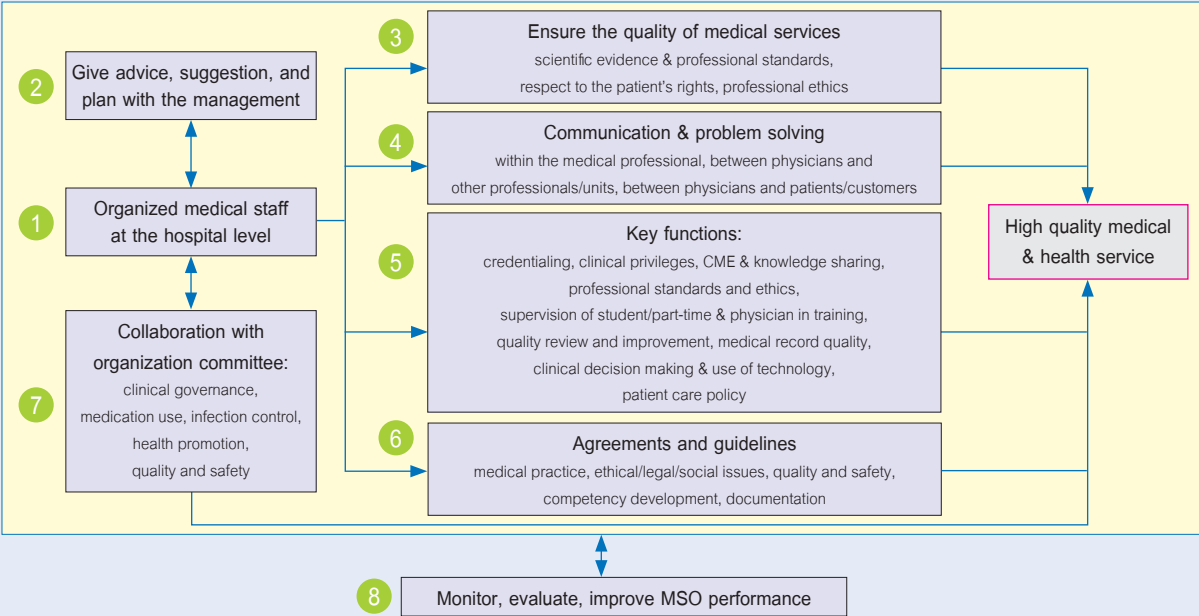 2
Give advice, suggestion, and
plan with the management
1
Organized medical staff
at the hospital level
7
Collaboration with
organization committee:
clinical governance,
medication use, infection control,
health promotion,
quality and safety
3
Ensure the quality of medical services
scientific evidence & professional standards,
respect to the patient's rights, professional ethics
4
Communication & problem solving
within the medical professional, between physicians and
other professionals/units, between physicians and patients/customers
5
Key functions:
credentialing, clinical privileges, CME & knowledge sharing,
professional standards and ethics,
supervision of student/part-time & physician in training,
quality review and improvement, medical record quality,
clinical decision making & use of technology,
patient care policy
6
Agreements and guidelines
medical practice, ethical/legal/social issues, quality and safety,
competency development, documentation
High quality medical
& health service
8
Monitor, evaluate, improve MSO performance